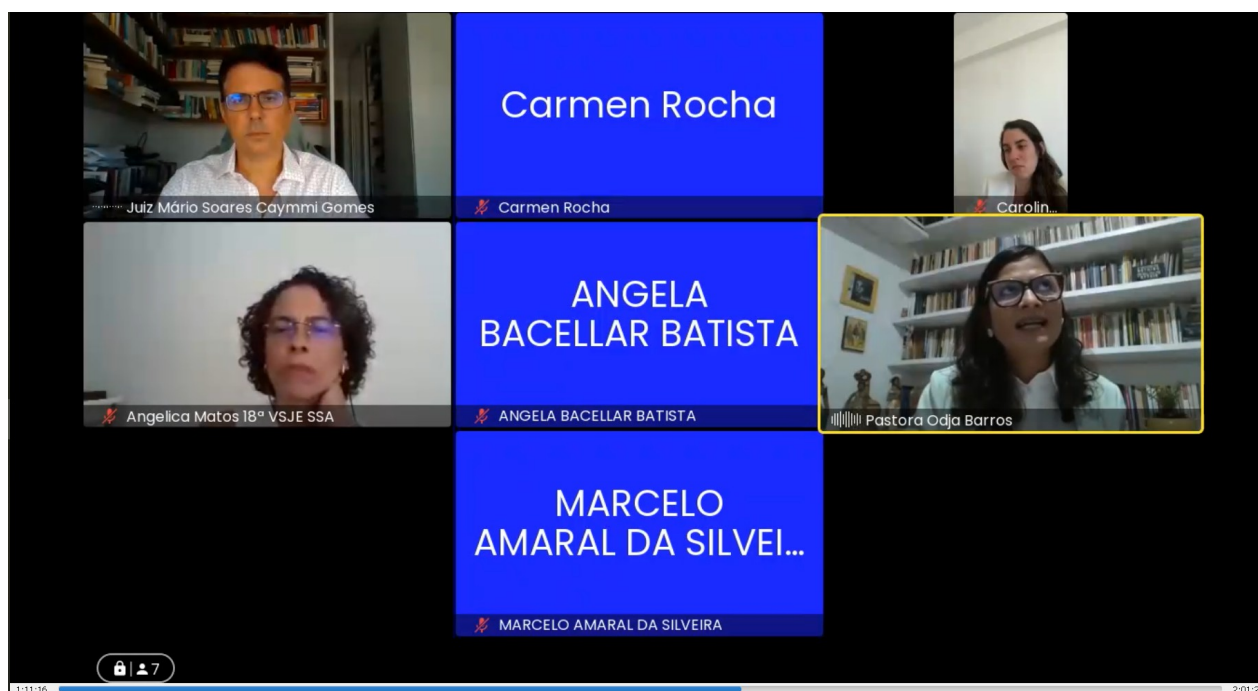 Carmen Rocha
Juiz Mário Soares Caymmi Gomes
Carmen Rocha
Carolin...
ANGELA
BACELLAR BATISTA
Angelica Matos 18ª VSJE SSA
ANGELA BACELLAR BATISTA
Pastora Odja Barros
MARCELO
AMARAL DA SILVEI...
MARCELO AMARAL DA SILVEIRA
7
1:11:16